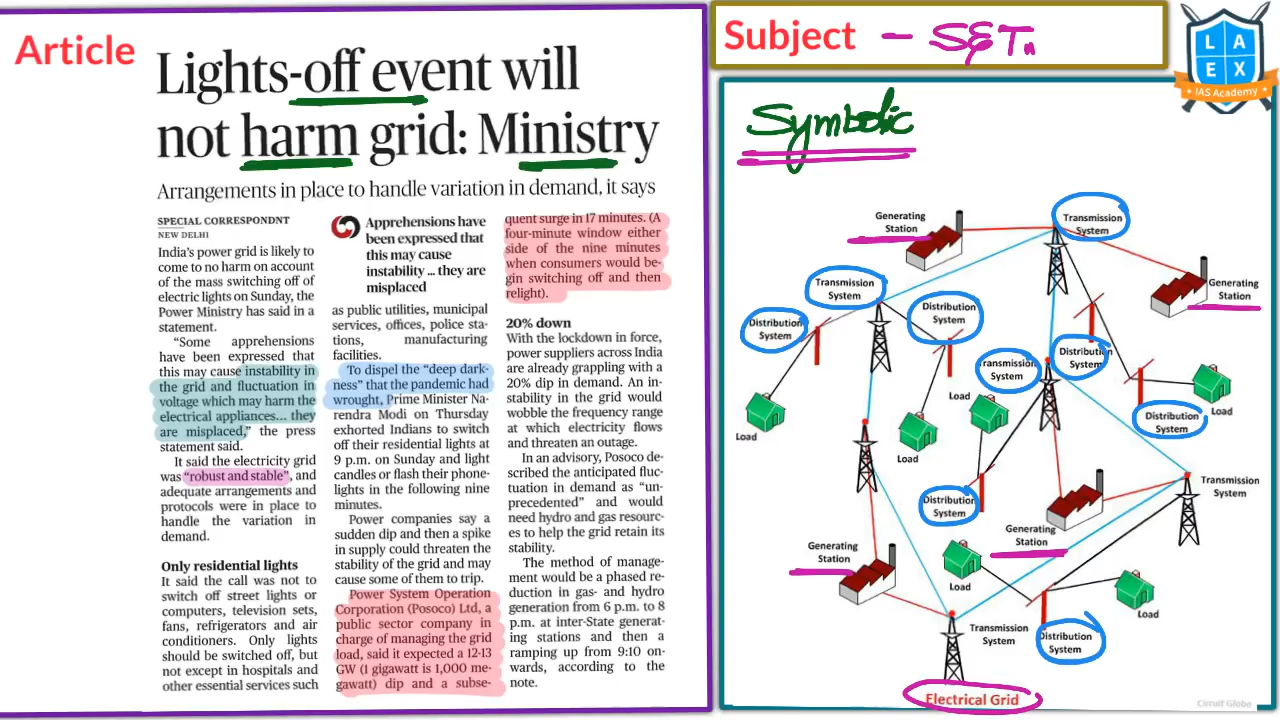 Article
Lights-off event will
not harm grid: Ministry
Arrangements in place to handle variation in demand, it says
SPECIAL CORRESPONDNT
NEW DELHI
India's power grid is likely to
come to no harm on account
of the mass switching off of
electric lights on Sunday, the
Power Ministry has said in a
statement.
"Some apprehensions
have been expressed that
this may cause instability in
the grid and fluctuation in
voltage which may harm the
electrical appliances... they
are misplaced," the press
statement said.
It said the electricity grid
was "robust and stable", and
adequate arrangements and
protocols were in place to
handle the variation in
demand.
Only residential lights
It said the call was not to
switch off street lights or
computers, television sets,
fans, refrigerators and air
conditioners. Only lights
should be switched off, but
not except in hospitals and
other essential services such
Apprehensions have
been expressed that
this may cause
instability ... they are
misplaced
as public utilities, municipal
services, offices, police sta-
tions, manufacturing
facilities.
To dispel the "deep dark-
ness" that the pandemic had
wrought, Prime Minister Na-
rendra Modi on Thursday
exhorted Indians to switch
off their residential lights at
9 p.m. on Sunday and light
candles or flash their phone-
lights in the following nine
minutes.
Power companies say a
sudden dip and then a spike
in supply could threaten the
stability of the grid and may
cause some of them to trip.
Power System Operation
Corporation (Posoco) Ltd, a
public sector company in
charge of managing the grid
load, said it expected a 12-13
GW (1 gigawatt is 1,000 me-
gawatt) dip and a subse-
quent surge in 17 minutes. (A
four-minute window either
side of the nine minutes
when consumers would be-
gin switching off and then
relight).
20% down
With the lockdown in force,
power suppliers across India
are already grappling with a
20% dip in demand. An in-
stability in the grid would
wobble the frequency range
at which electricity flows
and threaten an outage.
In an advisory, Posoco de-
scribed the anticipated fluc-
tuation in demand as "un-
precedented" and would
need hydro and gas resourc-
es to help the grid retain its
stability.
The method of manage-
ment would be a phased re-
duction in gas- and hydro
generation from 6 p.m. to 8
p.m. at inter-State generat-
ing stations and then a
ramping up from 9:10 on-
wards, according to the
note.
Subject - S&Tn
L A
E X
IAS Academy
Symbolic
Generating
Station
Transmission
System
Generating
Station
Transmission
System
Distribution
System
Distribution
System
Transmission
System
Distribution
System
Load
Load
Load
Load
Distribution
System
Distribution
System
Transmission
System
Generating
Station
Generating
Station
Load
Load
Transmission
System
Distribution
System
Electrical Grid
Circuit Globe